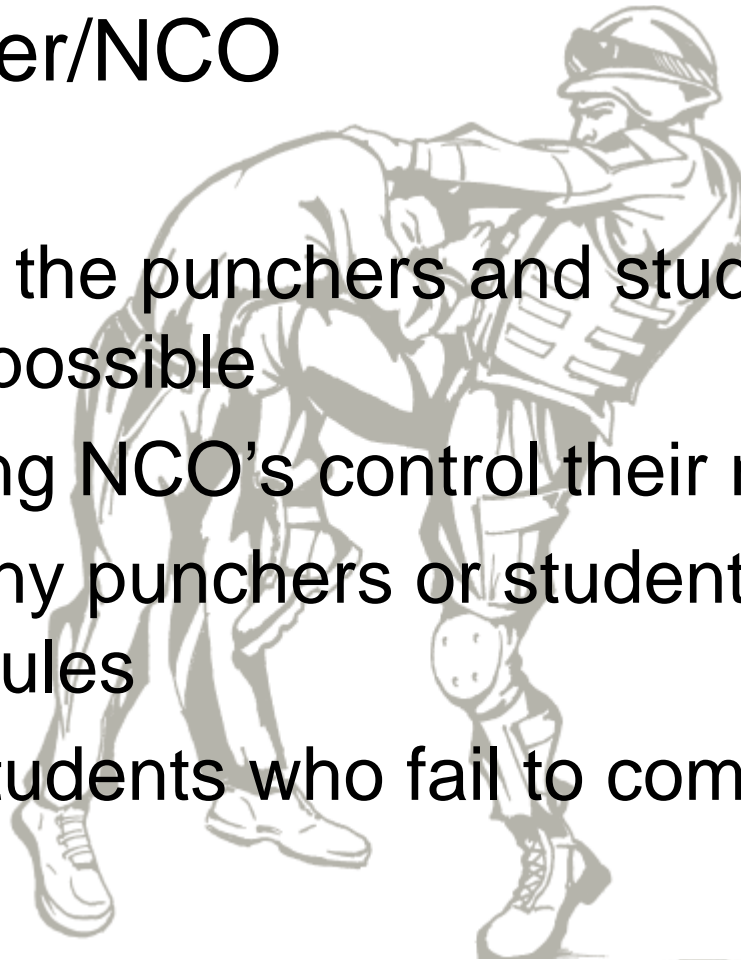 er/NCO
the punchers and stud
possible
ng NCO’s control their
ny punchers or student
ules
tudents who fail to com